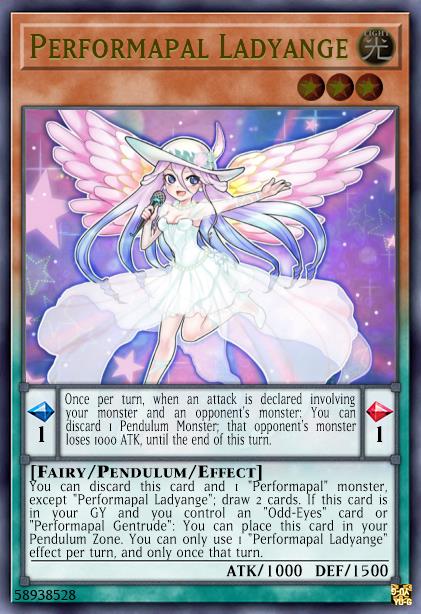 Performapal Ladyange
LIGHT
光
Once per turn, when an attack is declared involving
your monster and an opponent's monster: You can
discard 1 Pendulum Monster; that opponent's monster
loses 1000 ATK, until the end of this turn.
1
1
[Fairy/Pendulum/Effect]
You can discard this card and 1 "Performapal" monster,
except "Performapal Ladyange"; draw 2 cards. If this card is
in your GY and you control an "Odd-Eyes" card or
"Performapal Gentrude": You can place this card in your
Pendulum Zone. You can only use 1 "Performapal Ladyange"
effect per turn, and only once that turn.
ATK/1000 DEF/1500
58938528